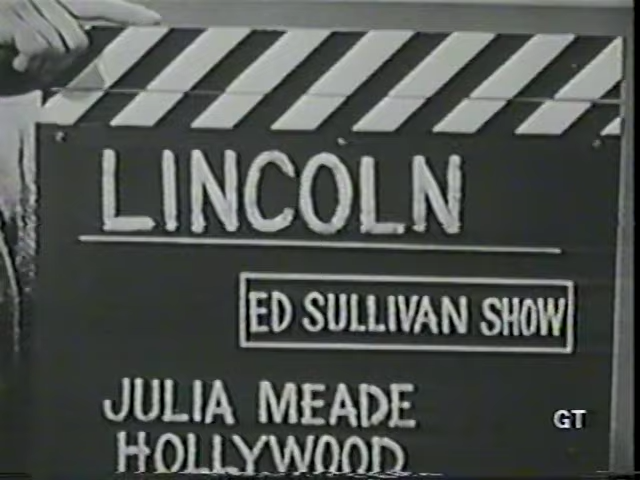 LINCOLN
ED SULLIVAN SHOW
JULIA MEADE
GT
HOLLYWOOD